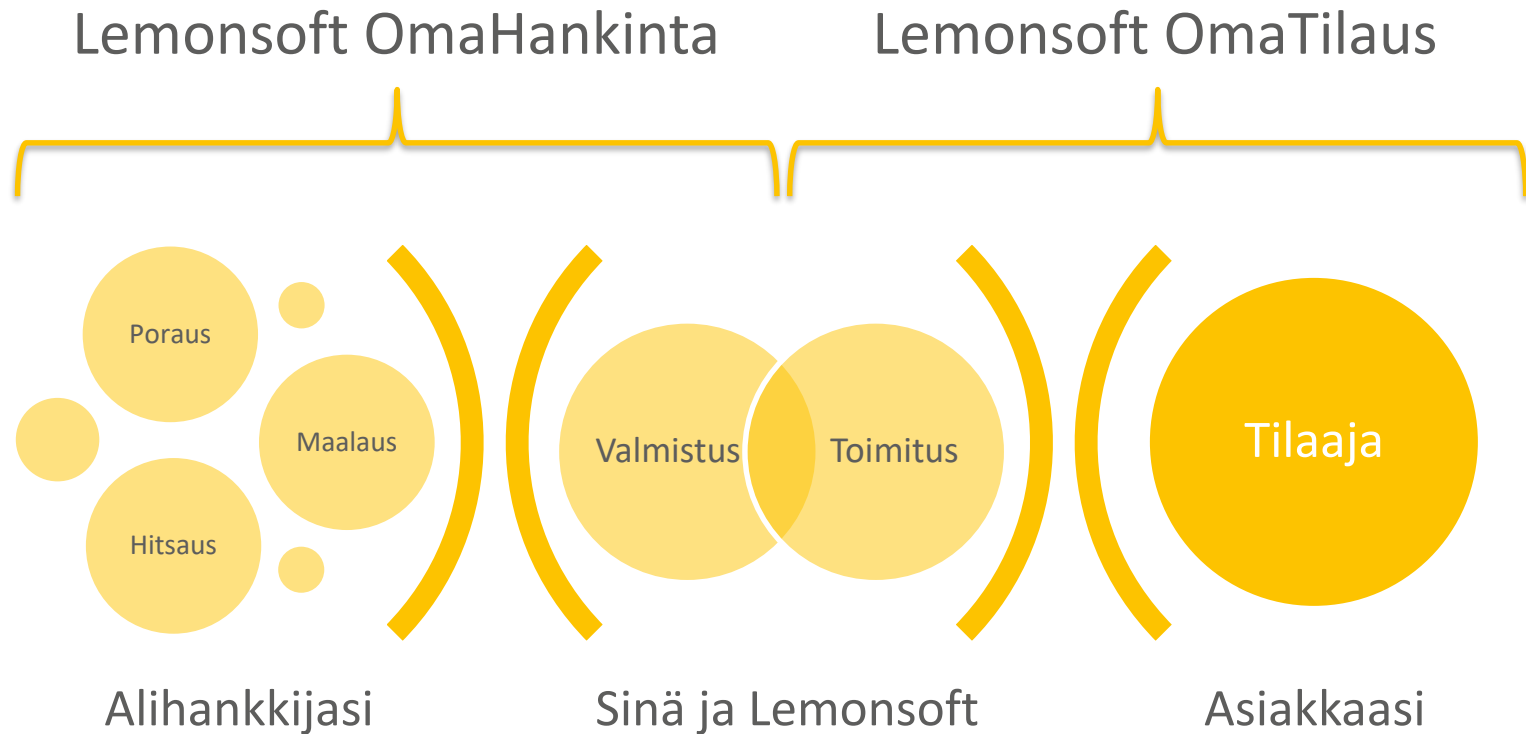 Lemonsoft OmaHankinta
Lemonsoft OmaTilaus
Poraus
Maalaus
Hitsaus
Valmistus
Toimitus
Tilaaja
Alihankkijasi
Sinä ja Lemonsoft
Asiakkaasi